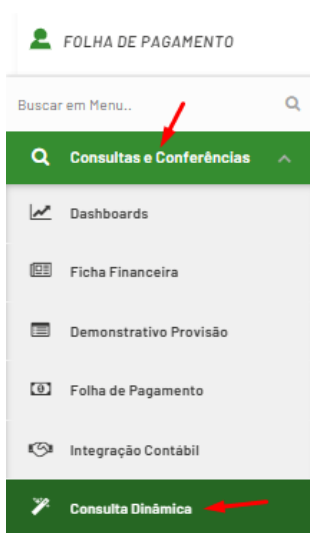 FOLHA DE PAGAMENTO
Buscar em Menu..
Consultas e Conferências
Dashboards
Ficha Financeira
Demonstrativo Provisão
Folha de Pagamento
Integração Contábil
Consulta Dinâmica